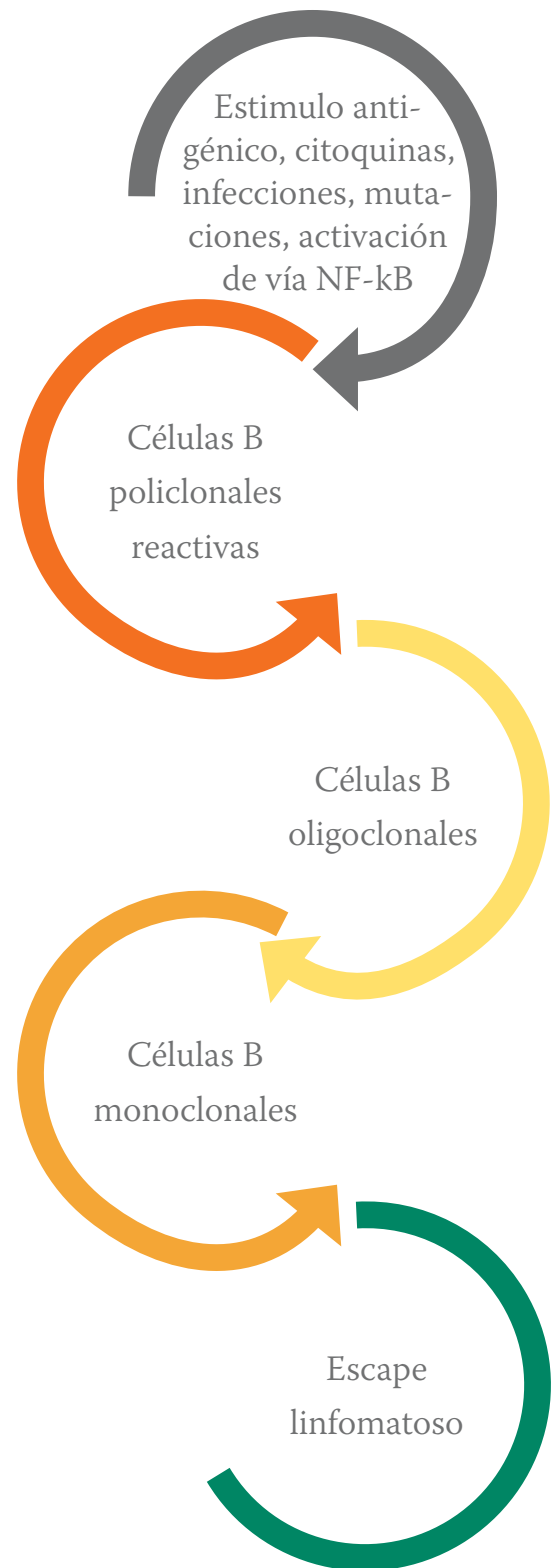 Estimulo anti-
génico, citoquinas,
infecciones, muta-
ciones, activación
de vía NF-kB
Células B
policlonales
reactivas
Células B
oligoclonales
Células B
monoclonales
Escape
linfomatoso